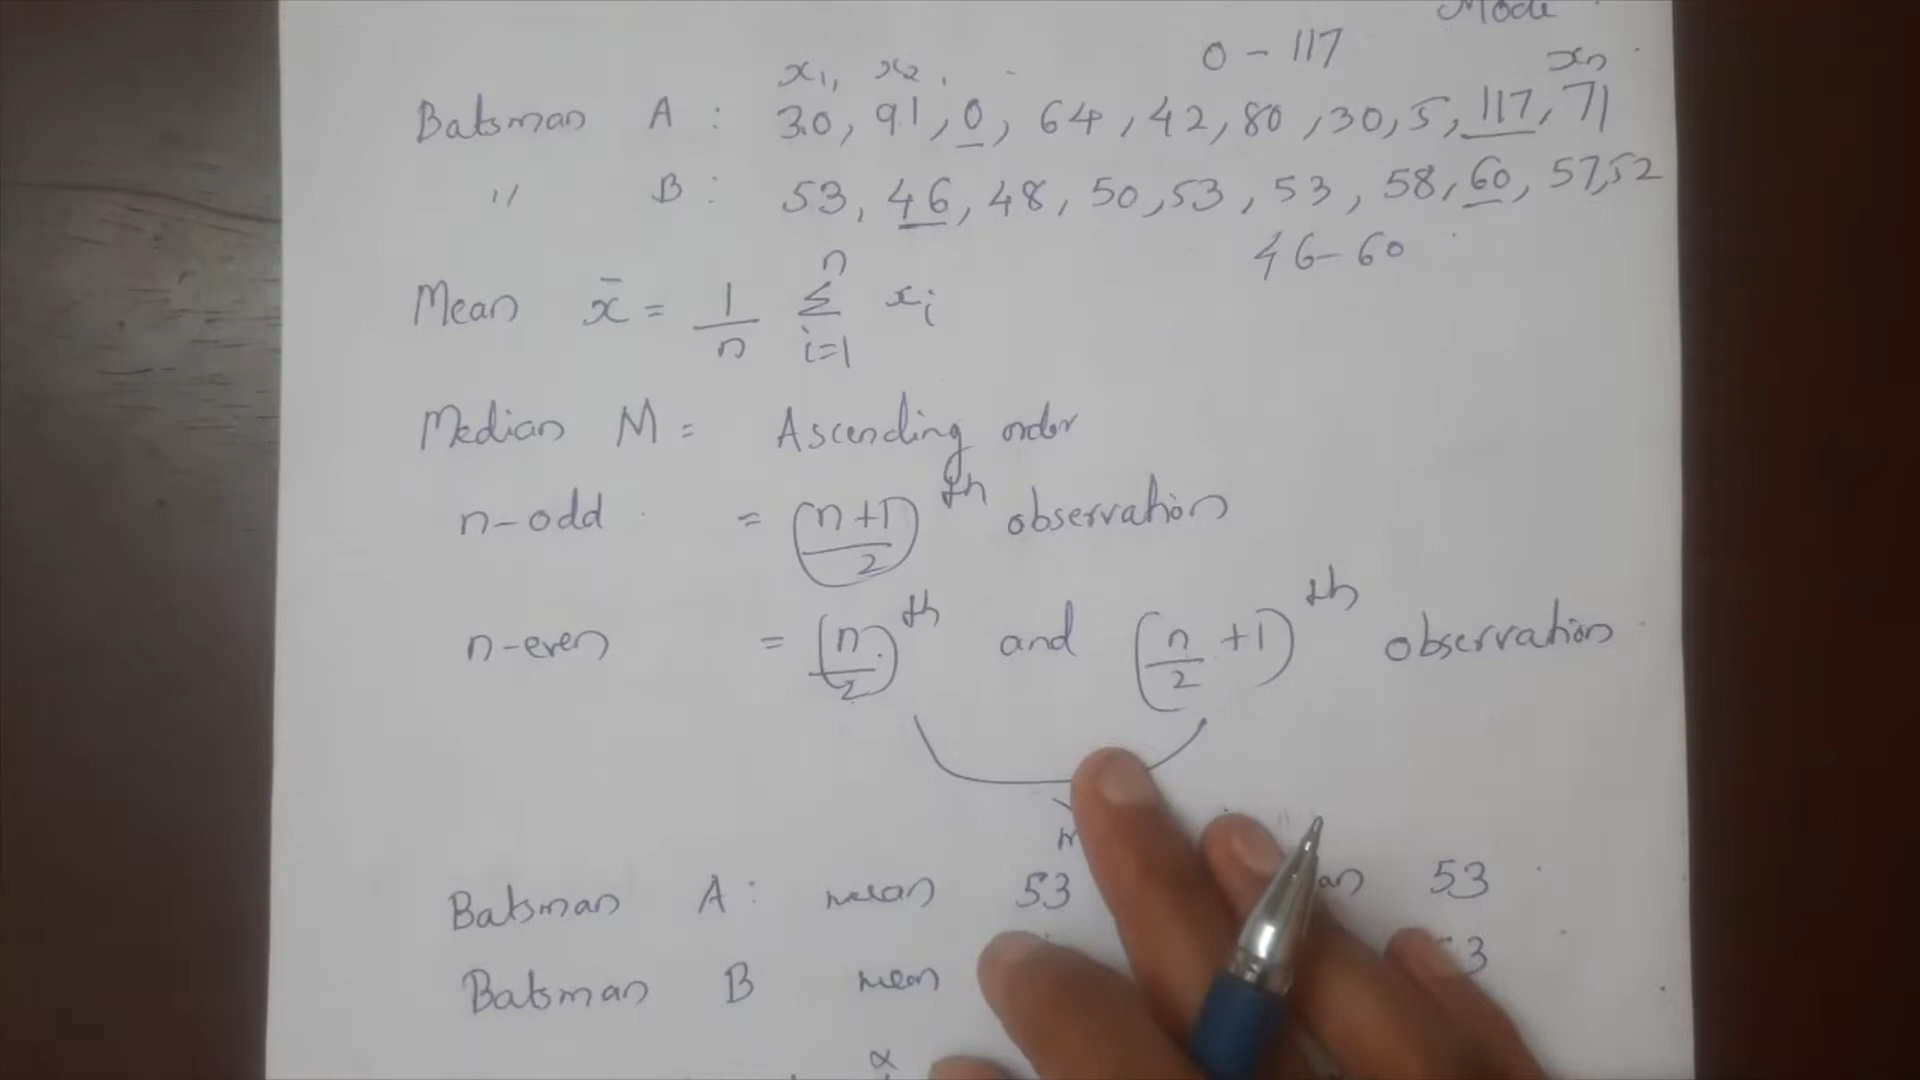 Mode
0 - 117
x₁, x₂, xₙ
Batsman A : 30, 91, 0, 64, 42, 80, 30, 5, 117, 71
" B : 53, 46, 48, 50, 53, 53, 58, 60, 57, 52
46-60
Mean x̄ = 1/n Σ_{i=1}^{n} xᵢ
Median M = Ascending order
n-odd = ((n+1)/2)th observation
n-even = (n/2)th and (n/2 +1)th observation
Batsman A : mean 53 53
Batsman B mean